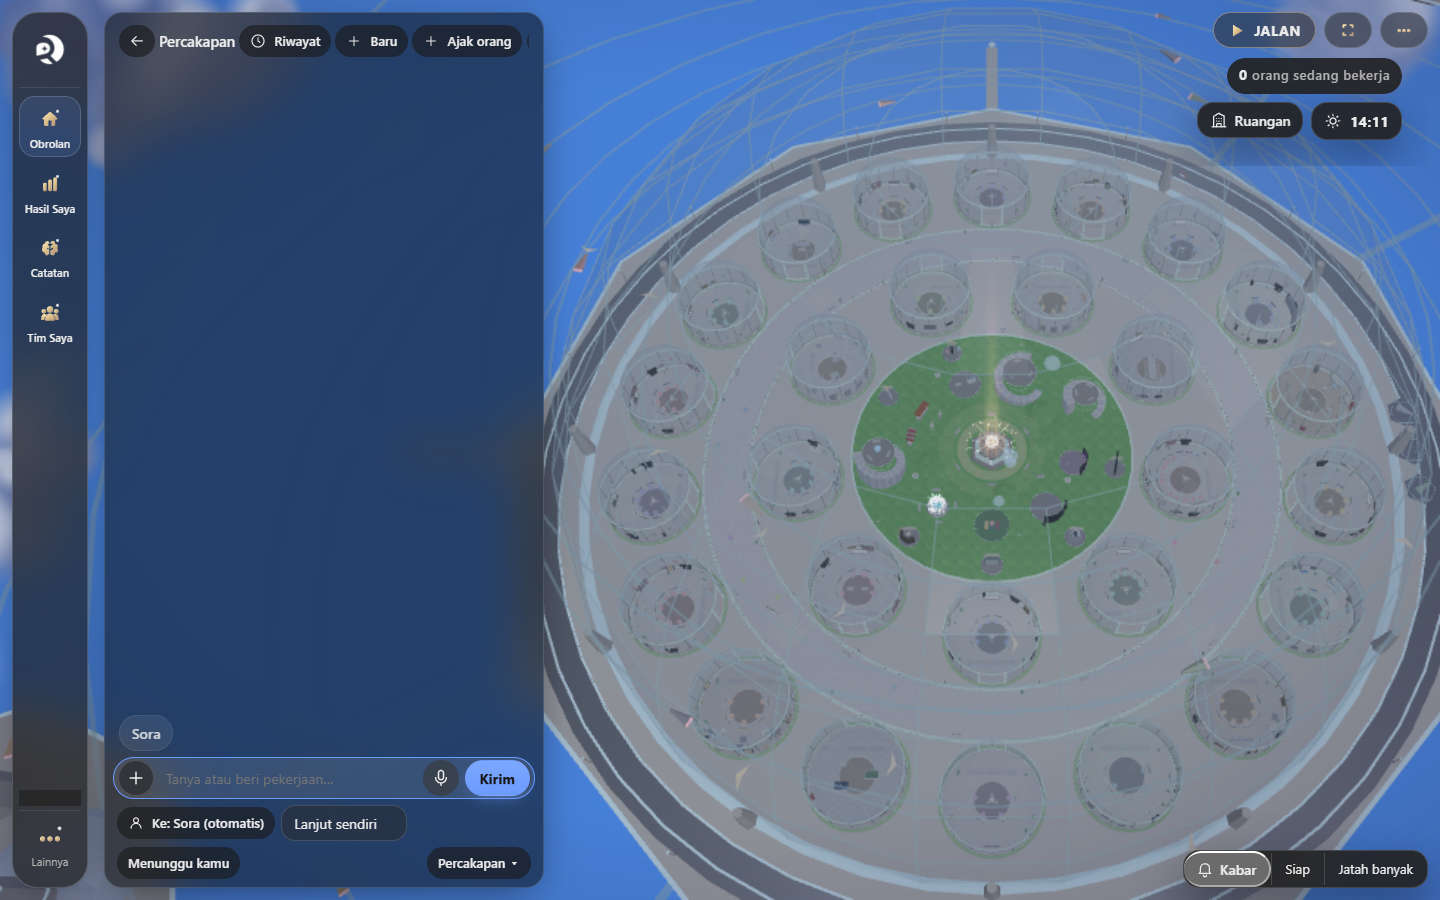 Percakapan
Riwayat
Baru
Ajak orang
JALAN
0 orang sedang bekerja
Ruangan
14:11
Obrolan
Hasil Saya
Catatan
Tim Saya
Lainnya
Sora
Tanya atau beri pekerjaan...
Kirim
Ke: Sora (otomatis)
Lanjut sendiri
Menunggu kamu
Percakapan
Kabar
Siap
Jatah banyak